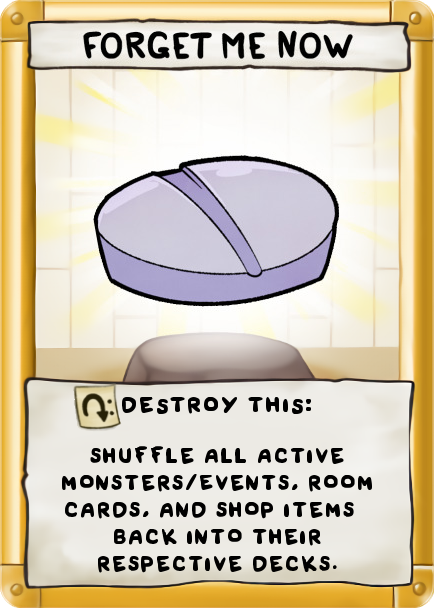 FORGET ME NOW
: DESTROY THIS:
SHUFFLE ALL ACTIVE
MONSTERS/EVENTS, ROOM
CARDS, AND SHOP ITEMS
BACK INTO THEIR
RESPECTIVE DECKS.